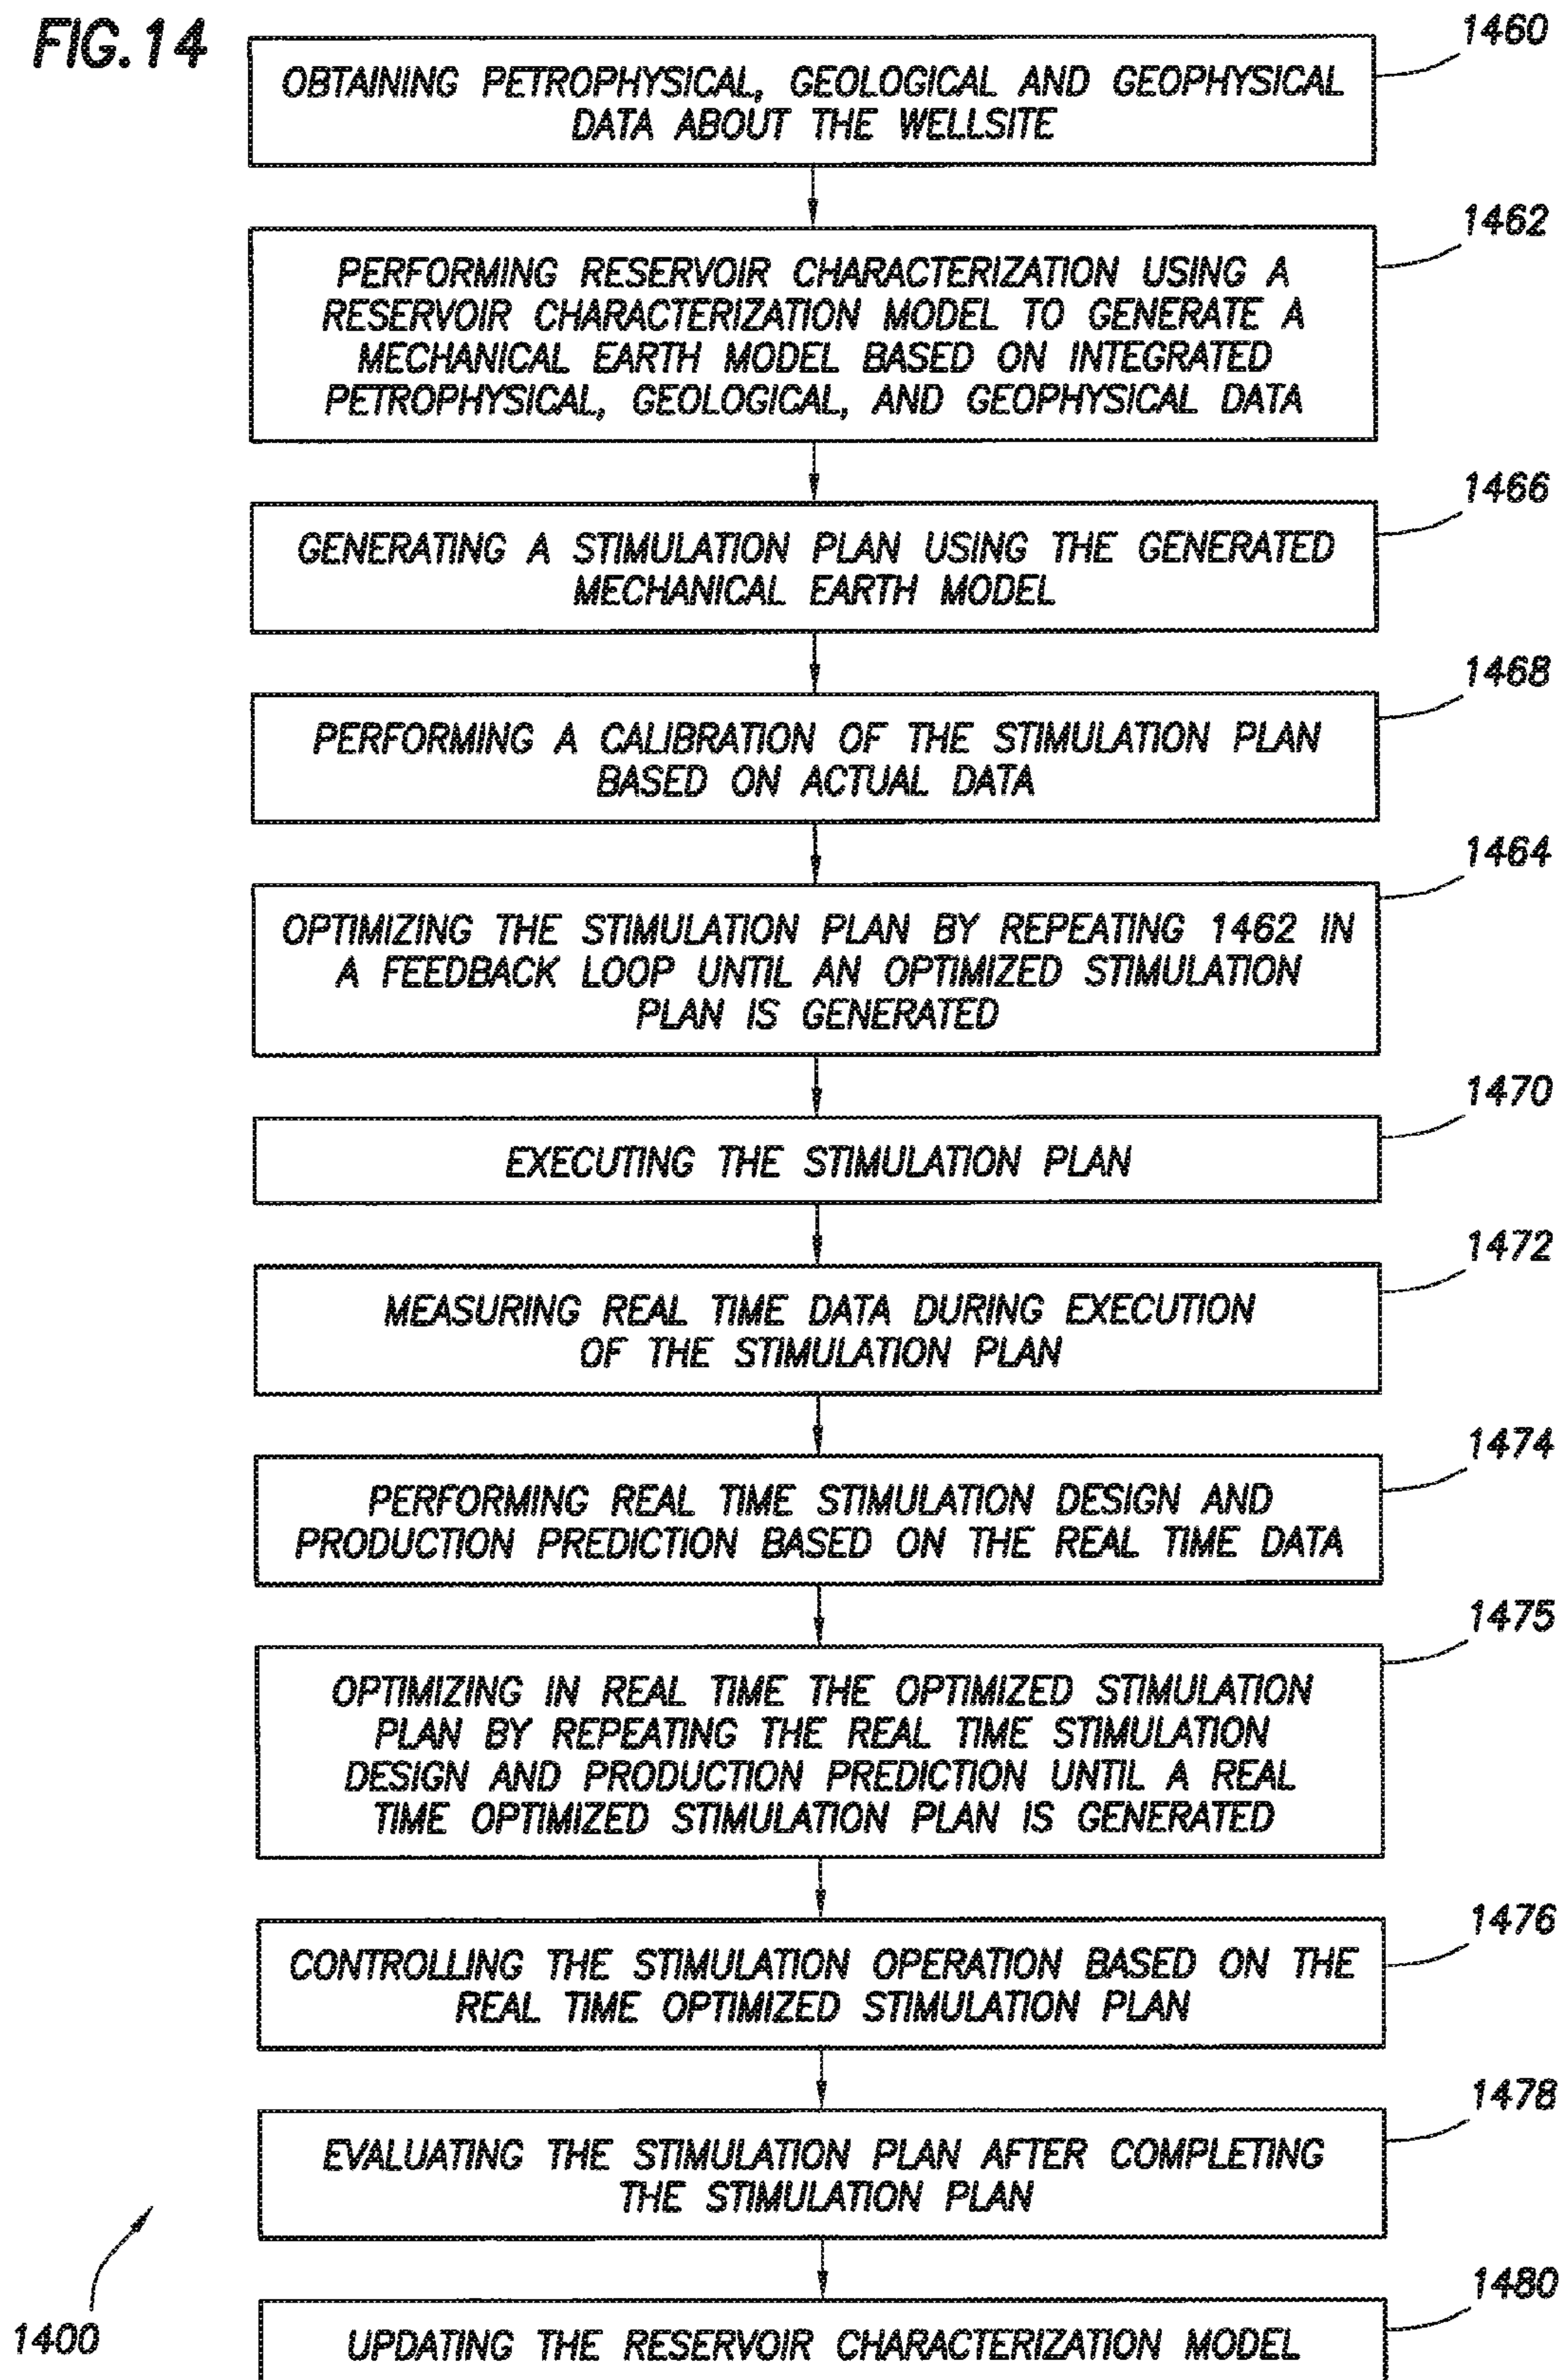 FIG.14
1460
OBTAINING PETROPHYSICAL, GEOLOGICAL AND GEOPHYSICAL
DATA ABOUT THE WELLSITE
1462
PERFORMING RESERVOIR CHARACTERIZATION USING A
RESERVOIR CHARACTERIZATION MODEL TO GENERATE A
MECHANICAL EARTH MODEL BASED ON INTEGRATED
PETROPHYSICAL, GEOLOGICAL, AND GEOPHYSICAL DATA
1466
GENERATING A STIMULATION PLAN USING THE GENERATED
MECHANICAL EARTH MODEL
1468
PERFORMING A CALIBRATION OF THE STIMULATION PLAN
BASED ON ACTUAL DATA
1464
OPTIMIZING THE STIMULATION PLAN BY REPEATING 1462 IN
A FEEDBACK LOOP UNTIL AN OPTIMIZED STIMULATION
PLAN IS GENERATED
1470
EXECUTING THE STIMULATION PLAN
1472
MEASURING REAL TIME DATA DURING EXECUTION
OF THE STIMULATION PLAN
1474
PERFORMING REAL TIME STIMULATION DESIGN AND
PRODUCTION PREDICTION BASED ON THE REAL TIME DATA
1475
OPTIMIZING IN REAL TIME THE OPTIMIZED STIMULATION
PLAN BY REPEATING THE REAL TIME STIMULATION
DESIGN AND PRODUCTION PREDICTION UNTIL A REAL
TIME OPTIMIZED STIMULATION PLAN IS GENERATED
1476
CONTROLLING THE STIMULATION OPERATION BASED ON THE
REAL TIME OPTIMIZED STIMULATION PLAN
1478
EVALUATING THE STIMULATION PLAN AFTER COMPLETING
THE STIMULATION PLAN
1480
UPDATING THE RESERVOIR CHARACTERIZATION MODEL
1400